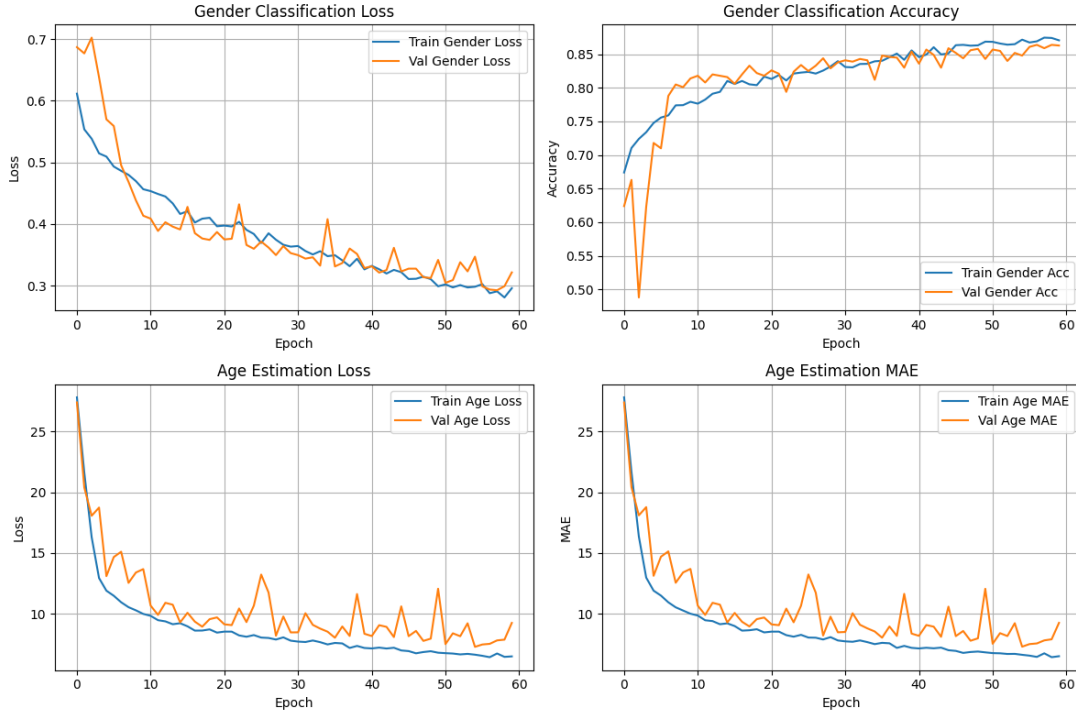 Gender Classification Loss
0.7
0.6
0.5
0.4
0.3
Loss
Train Gender Loss
Val Gender Loss
0 10 20 30 40 50 60
Epoch
Gender Classification Accuracy
0.85
0.80
0.75
0.70
0.65
0.60
0.55
0.50
Accuracy
Train Gender Acc
Val Gender Acc
0 10 20 30 40 50 60
Epoch
Age Estimation Loss
25
20
15
10
Loss
Train Age Loss
Val Age Loss
0 10 20 30 40 50 60
Epoch
Age Estimation MAE
25
20
15
10
MAE
Train Age MAE
Val Age MAE
0 10 20 30 40 50 60
Epoch